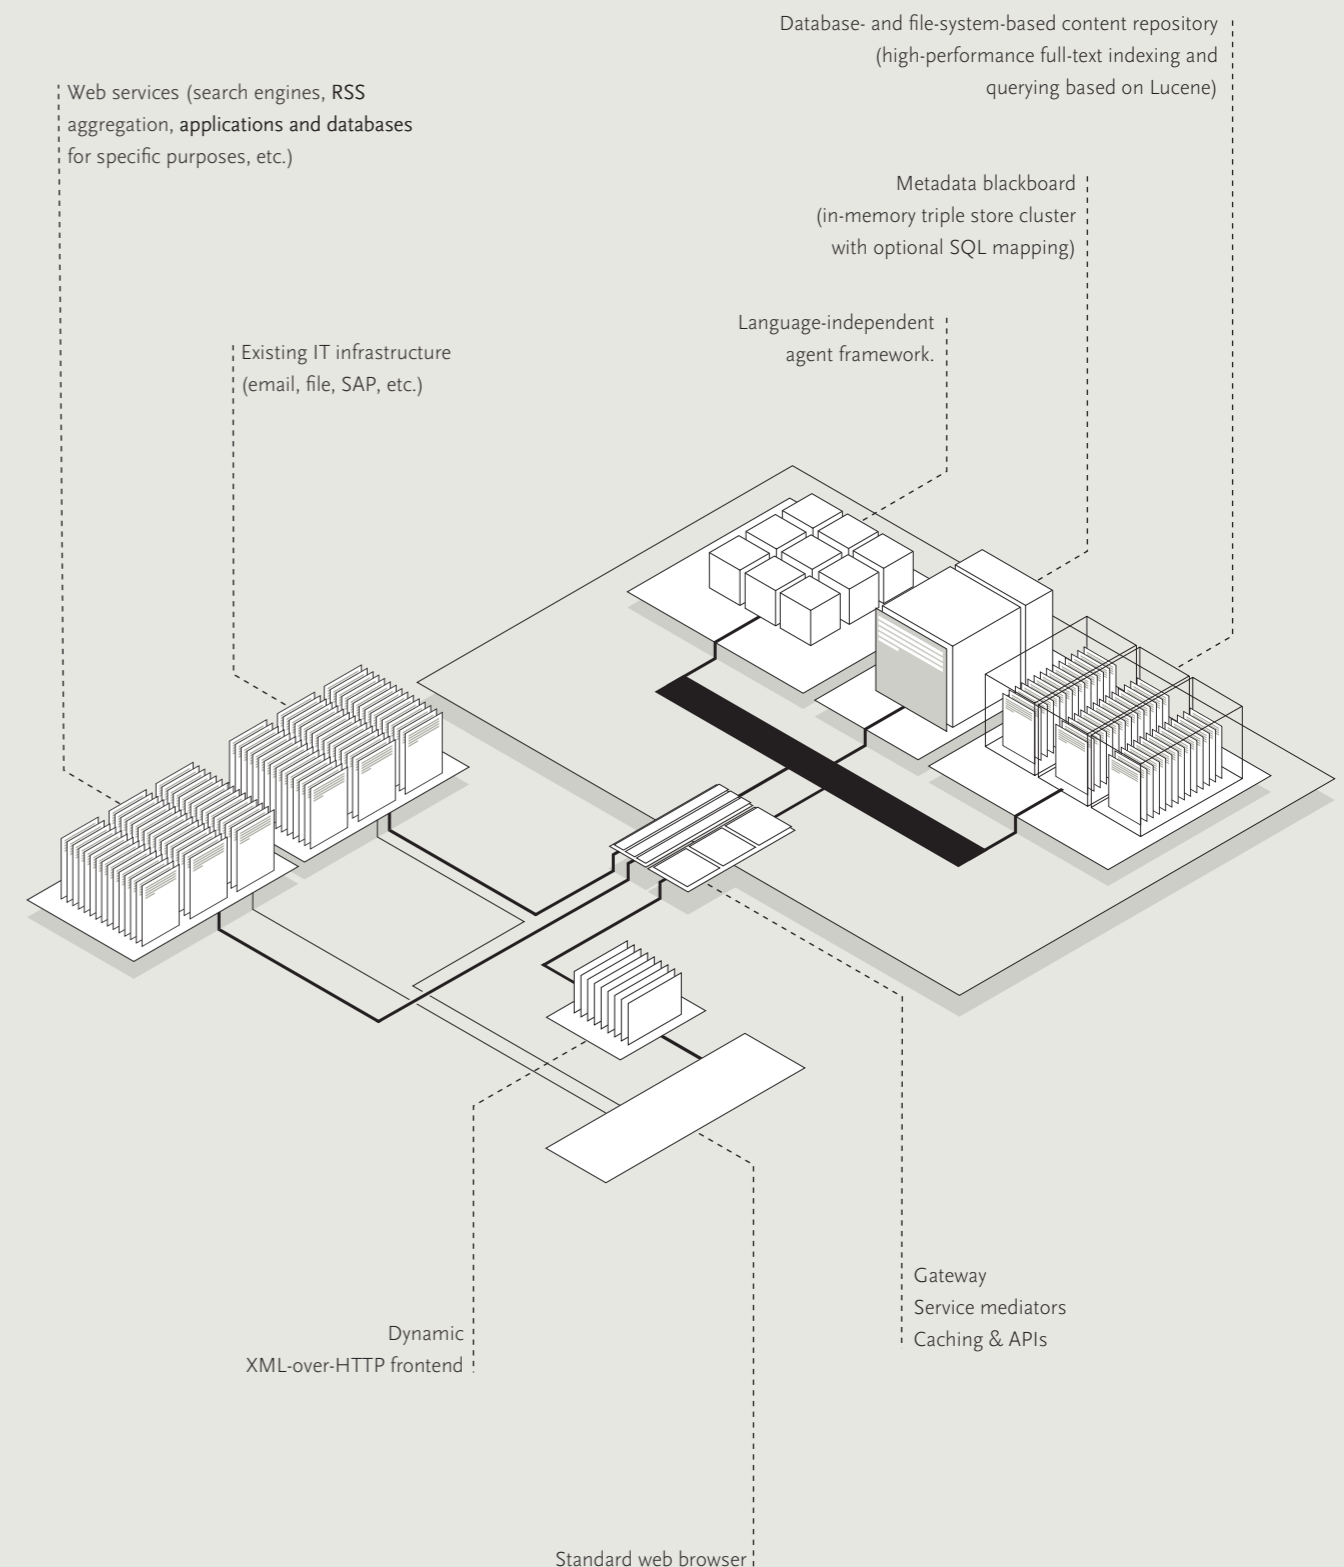 Database- and file-system-based content repository
(high-performance full-text indexing and
querying based on Lucene)
Web services (search engines, RSS
aggregation, applications and databases
for specific purposes, etc.)
Metadata blackboard
(in-memory triple store cluster
with optional SQL mapping)
Language-independent
agent framework.
Existing IT infrastructure
(email, file, SAP, etc.)
Gateway
Service mediators
Caching & APIs
Dynamic
XML-over-HTTP frontend
Standard web browser